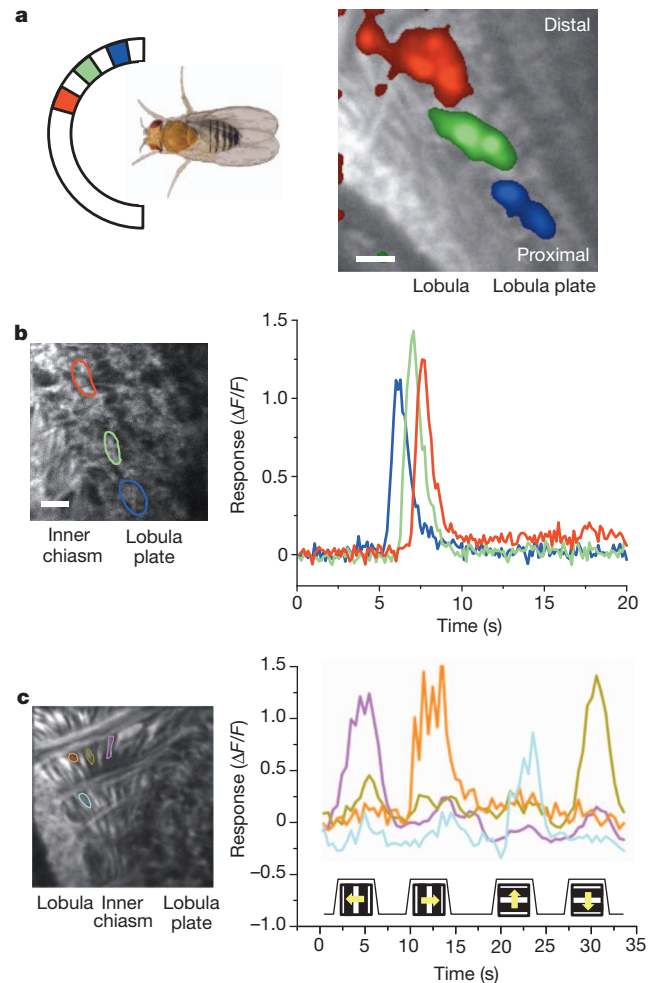 a
Distal
Proximal
Lobula Lobula plate
b
Inner chiasm
Lobula plate
Response (ΔF/F)
1.5
1.0
0.5
0
0 5 10 15 20
Time (s)
c
Lobula Inner chiasm Lobula plate
Response (ΔF/F)
1.5
1.0
0.5
0
−0.5
−1.0
0 5 10 15 20 25 30 35
Time (s)